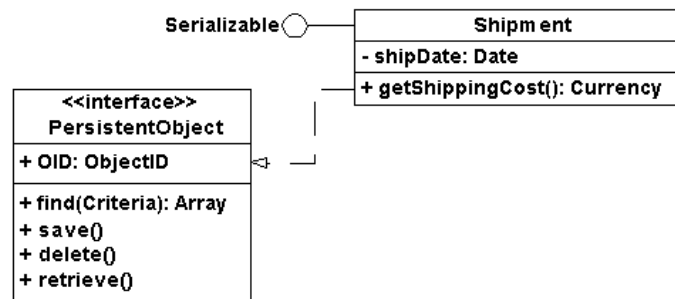 Serializable
Shipment
- shipDate: Date
+ getShippingCost(): Currency
<<interface>>
PersistentObject
+ OID: ObjectID
+ find(Criteria): Array
+ save()
+ delete()
+ retrieve()